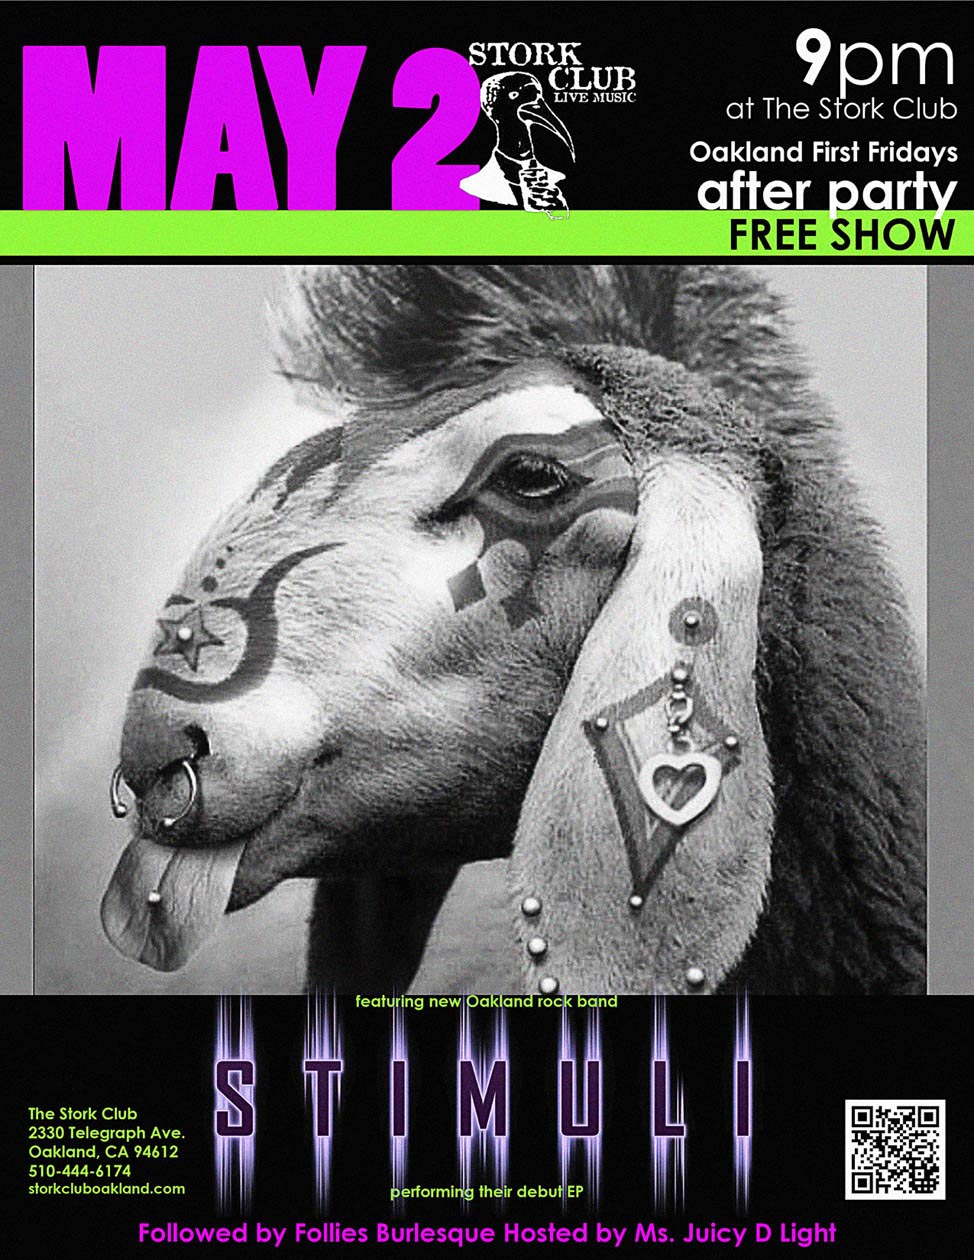 MAY 2
STORK
CLUB
LIVE MUSIC
9pm
at The Stork Club
Oakland First Fridays
after party
FREE SHOW
featuring new Oakland rock band
STIMULI
The Stork Club
2330 Telegraph Ave.
Oakland, CA 94612
510-444-6174
storkcluboakland.com
performing their debut EP
Followed by Follies Burlesque Hosted by Ms. Juicy D Light